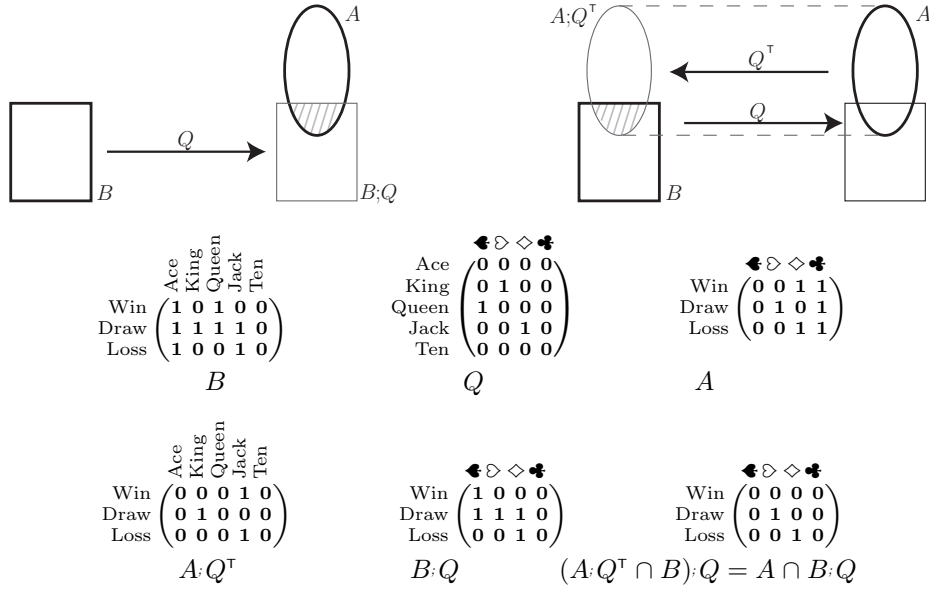 A
Q
B
B;Q
A;Qᵀ
A
Qᵀ
Q
B
Ace King Queen Jack Ten
Win 1 0 1 0 0
Draw 1 1 1 1 0
Loss 1 0 0 1 0
B
♠ ♡ ♢ ♣
Ace 0 0 0 0
King 0 1 0 0
Queen 1 0 0 0
Jack 0 0 1 0
Ten 0 0 0 0
Q
♠ ♡ ♢ ♣
Win 0 0 1 1
Draw 0 1 0 1
Loss 0 0 1 1
A
Ace King Queen Jack Ten
Win 0 0 0 1 0
Draw 0 1 0 0 0
Loss 0 0 0 1 0
A;Qᵀ
♠ ♡ ♢ ♣
Win 1 0 0 0
Draw 1 1 1 0
Loss 0 0 1 0
B;Q
♠ ♡ ♢ ♣
Win 0 0 0 0
Draw 0 1 0 0
Loss 0 0 1 0
(A;Qᵀ ∩ B);Q = A ∩ B;Q